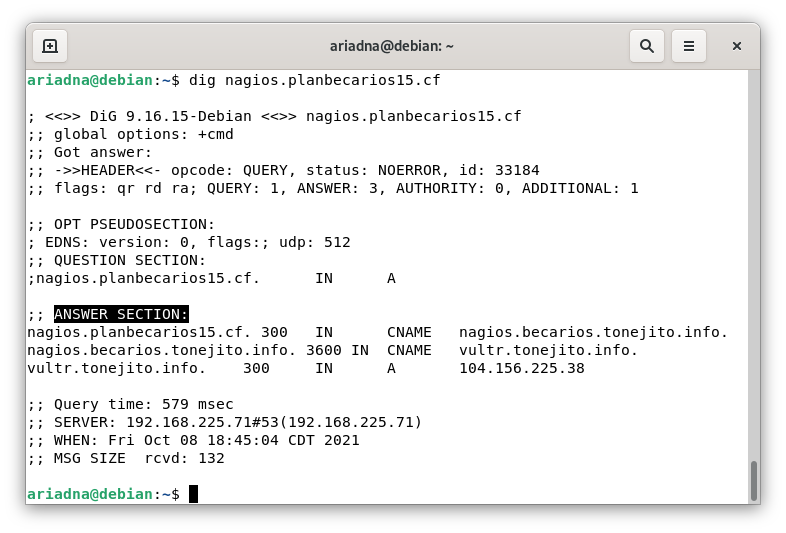 ariadna@debian: ~
ariadna@debian:~$ dig nagios.planbecarios15.cf
; <<>> DiG 9.16.15-Debian <<>> nagios.planbecarios15.cf
;; global options: +cmd
;; Got answer:
;; ->>HEADER<<- opcode: QUERY, status: NOERROR, id: 33184
;; flags: qr rd ra; QUERY: 1, ANSWER: 3, AUTHORITY: 0, ADDITIONAL: 1
;; OPT PSEUDOSECTION:
; EDNS: version: 0, flags:; udp: 512
;; QUESTION SECTION:
;nagios.planbecarios15.cf.      IN      A
;; ANSWER SECTION:
nagios.planbecarios15.cf. 300   IN      CNAME   nagios.becarios.tonejito.info.
nagios.becarios.tonejito.info. 3600 IN  CNAME   vultr.tonejito.info.
vultr.tonejito.info.    300     IN      A       104.156.225.38
;; Query time: 579 msec
;; SERVER: 192.168.225.71#53(192.168.225.71)
;; WHEN: Fri Oct 08 18:45:04 CDT 2021
;; MSG SIZE  rcvd: 132
ariadna@debian:~$